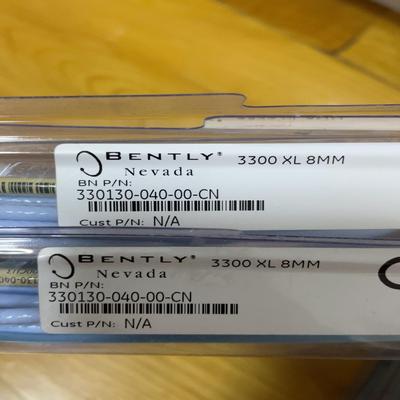 BENTLY® 3300 XL 8MM
Nevada
BN P/N:
330130-040-00-CN
Cust P/N: N/A
BENTLY® 3300 XL 8MM
Nevada
BN P/N:
330130-040-00-CN
Cust P/N: N/A